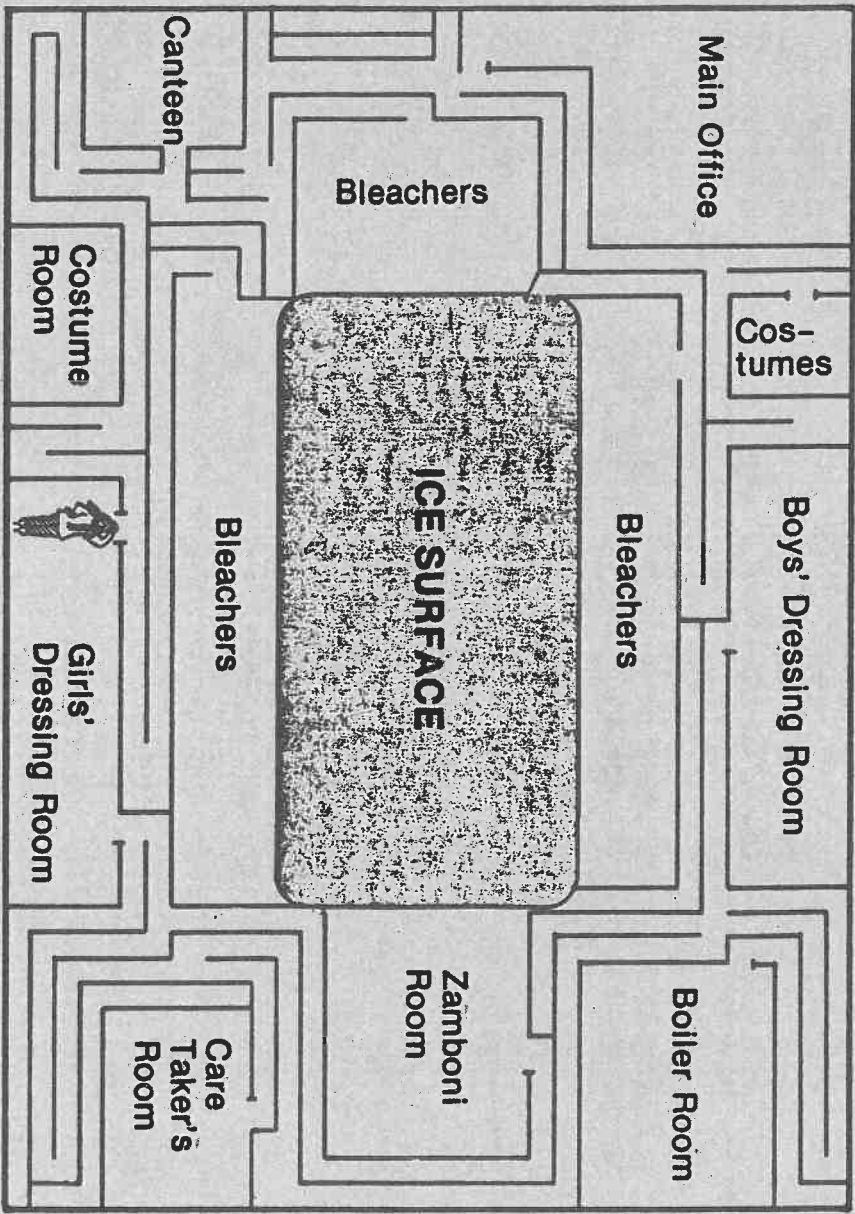 Main Office
Cos-
tumes
Boys' Dressing Room
Boiler Room
Canteen
Bleachers
Bleachers
ICE SURFACE
Zamboni
Room
Bleachers
Costume
Room
Girls'
Dressing Room
Care
Taker's
Room